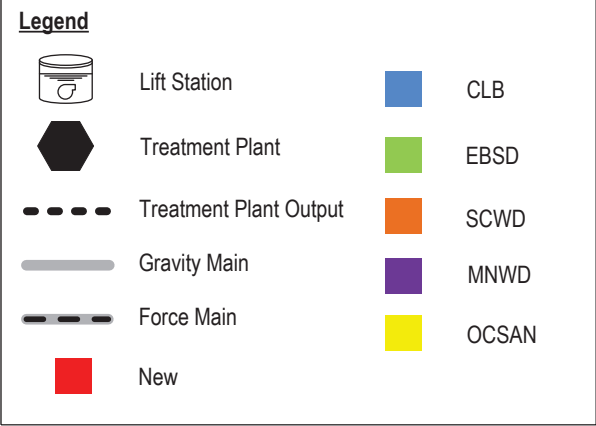 Legend
Lift Station
Treatment Plant
Treatment Plant Output
Gravity Main
Force Main
New
CLB
EBSD
SCWD
MNWD
OCSAN